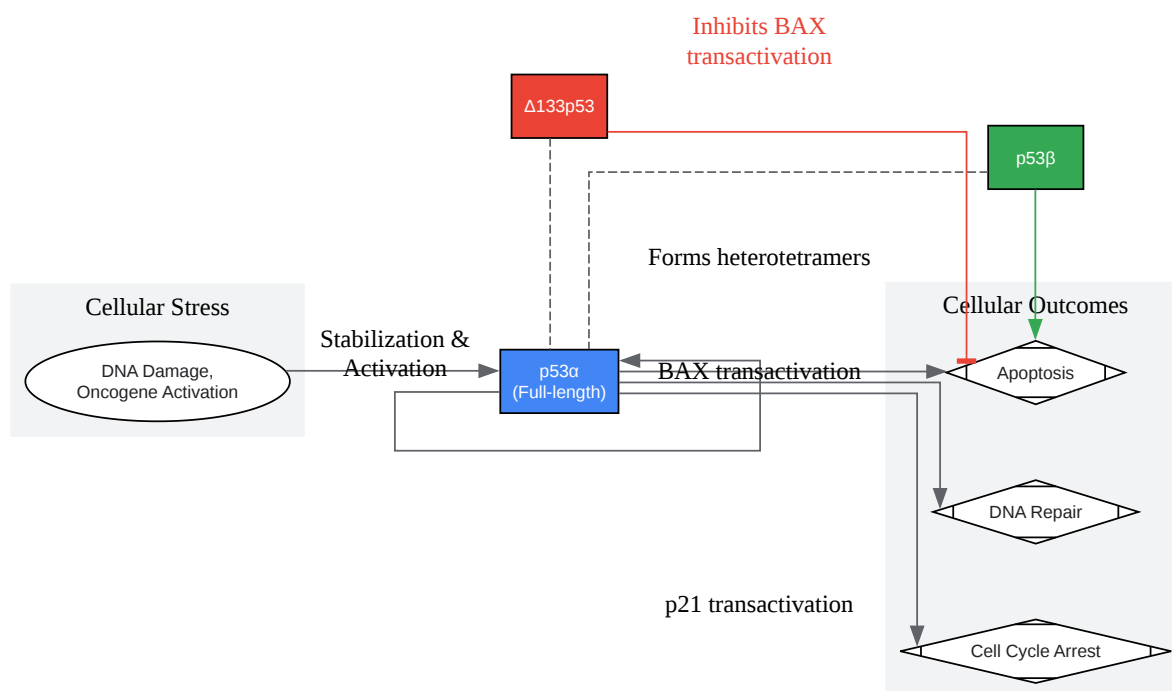 Inhibits BAX
transactivation
Δ133p53
p53β
Forms heterotetramers
Cellular Stress
Cellular Outcomes
Stabilization &
Activation
DNA Damage,
Oncogene Activation
p53α
(Full-length)
BAX transactivation
Apoptosis
DNA Repair
p21 transactivation
Cell Cycle Arrest